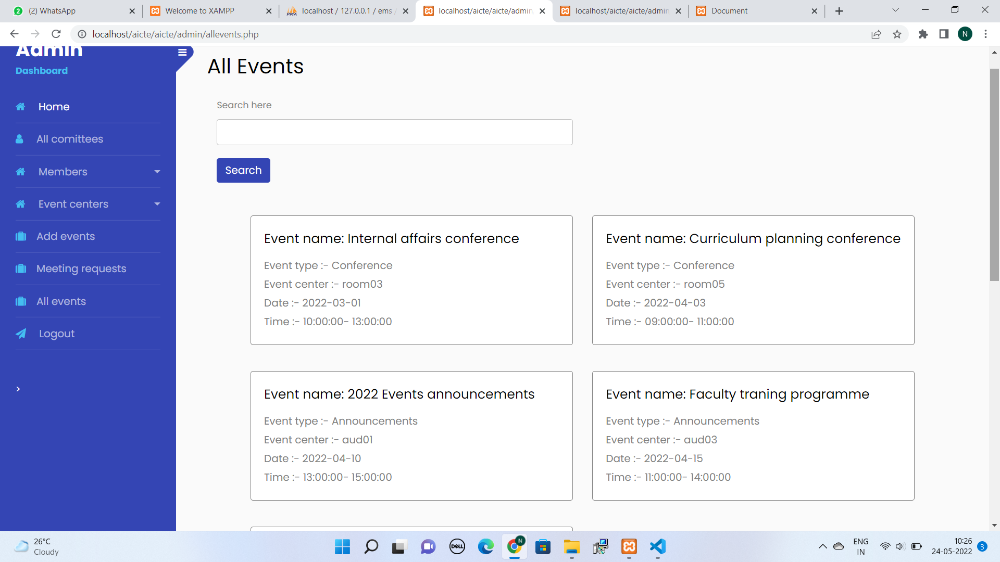 (2) WhatsApp
Welcome to XAMPP
localhost / 127.0.0.1 / ems /
localhost/aicte/aicte/admin
localhost/aicte/aicte/admin
Document
localhost/aicte/aicte/admin/allevents.php
N
Admin
Dashboard
Home
All comittees
Members
Event centers
Add events
Meeting requests
All events
Logout
>
All Events
Search here
Search
Event name: Internal affairs conference
Event type :- Conference
Event center :- room03
Date :- 2022-03-01
Time :- 10:00:00- 13:00:00
Event name: Curriculum planning conference
Event type :- Conference
Event center :- room05
Date :- 2022-04-03
Time :- 09:00:00- 11:00:00
Event name: 2022 Events announcements
Event type :- Announcements
Event center :- aud01
Date :- 2022-04-10
Time :- 13:00:00- 15:00:00
Event name: Faculty traning programme
Event type :- Announcements
Event center :- aud03
Date :- 2022-04-15
Time :- 11:00:00- 14:00:00
26°C
Cloudy
DELL
N
ENG
IN
10:26
24-05-2022
3